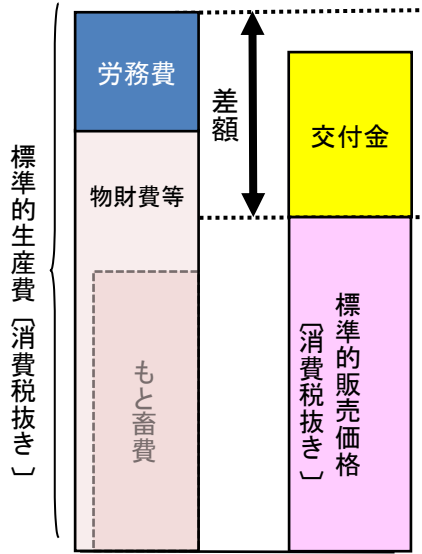 標準的生産費〔消費税抜き〕
労務費
物財費等
もと畜費
差額
交付金
標準的販売価格
〔消費税抜き〕